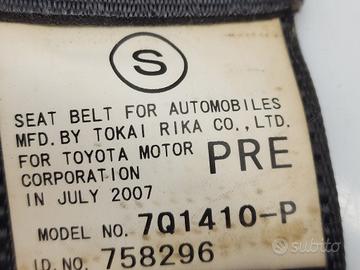 S
SEAT BELT FOR AUTOMOBILES
MFD. BY TOKAI RIKA CO., LTD.
FOR TOYOTA MOTOR
CORPORATION
PRE
IN JULY 2007
MODEL NO. 7Q1410-P
I.D. NO. 758296
subito